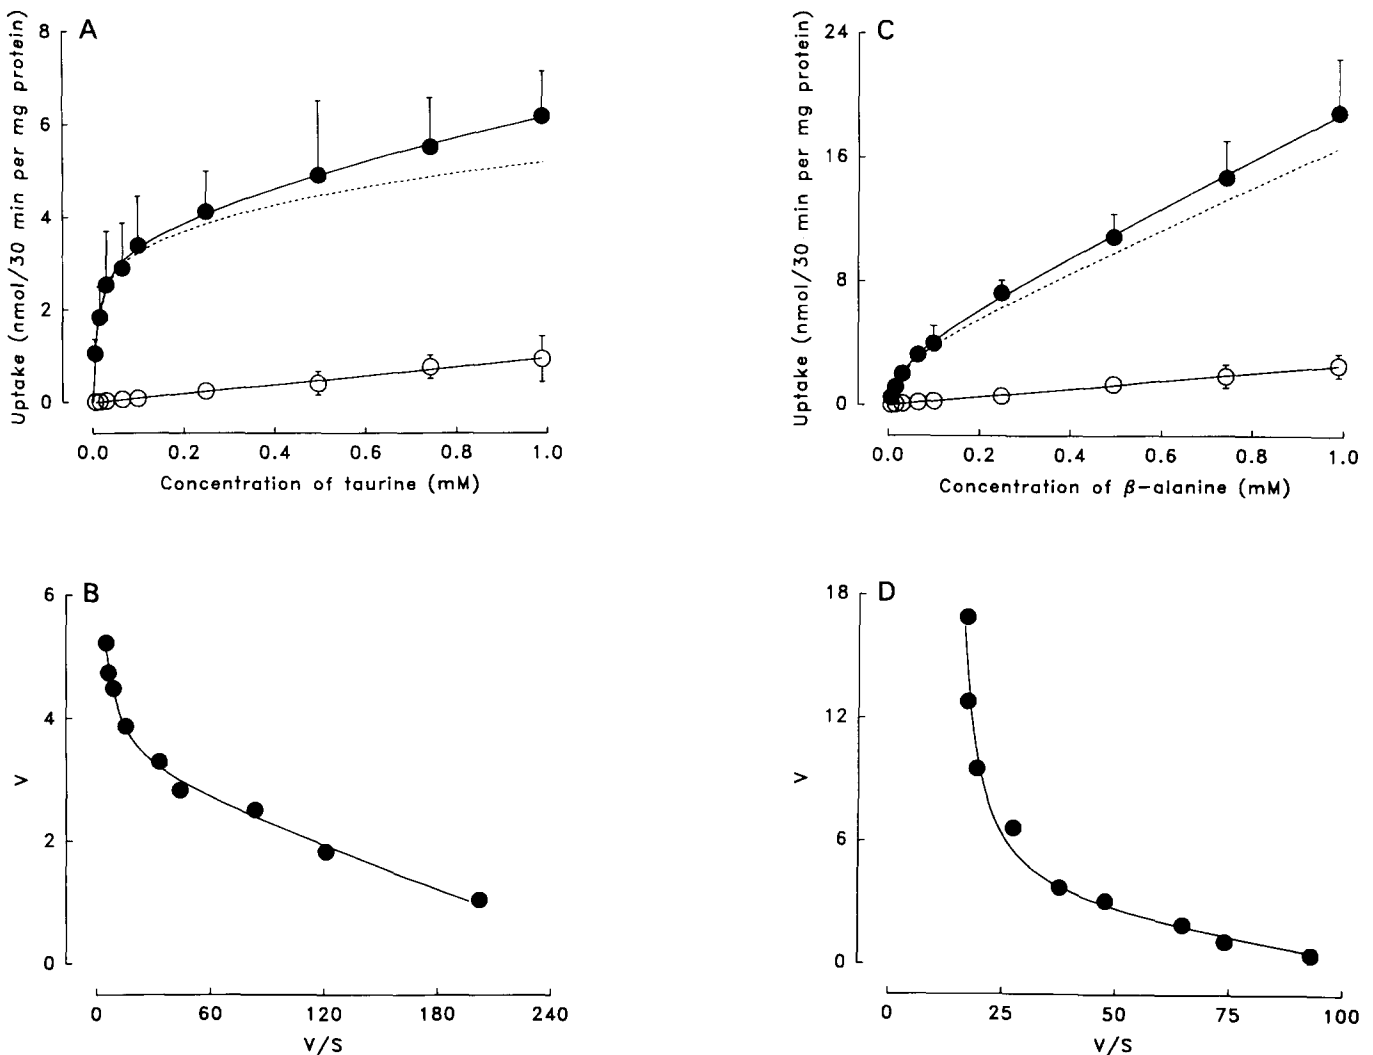 A
Uptake (nmol/30 min per mg protein)
8
6
4
2
0
0.0 0.2 0.4 0.6 0.8 1.0
Concentration of taurine (mM)
C
Uptake (nmol/30 min per mg protein)
24
16
8
0
0.0 0.2 0.4 0.6 0.8 1.0
Concentration of β-alanine (mM)
B
V
6
4
2
0
0 60 120 180 240
V/S
D
V
18
12
6
0
0 25 50 75 100
V/S